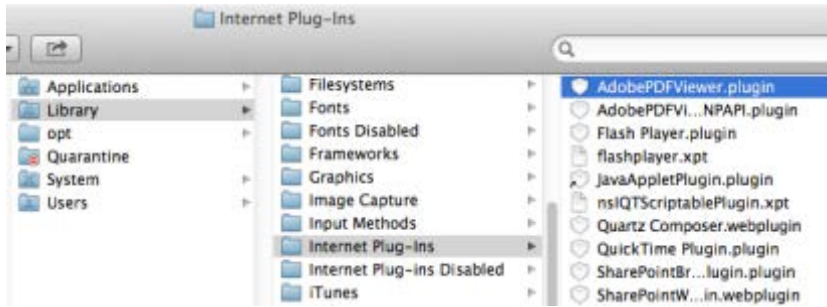 Internet Plug-Ins
Applications
Library
opt
Quarantine
System
Users
Filesystems
Fonts
Fonts Disabled
Frameworks
Graphics
Image Capture
Input Methods
Internet Plug-Ins
Internet Plug-ins Disabled
iTunes
AdobePDFViewer.plugin
AdobePDFVi...NPAPI.plugin
Flash Player.plugin
flashplayer.xpt
JavaAppletPlugin.plugin
nsIQTScriptablePlugin.xpt
Quartz Composer.webplugin
QuickTime Plugin.plugin
SharePointBr...lugin.plugin
SharePointW...in.webplugin